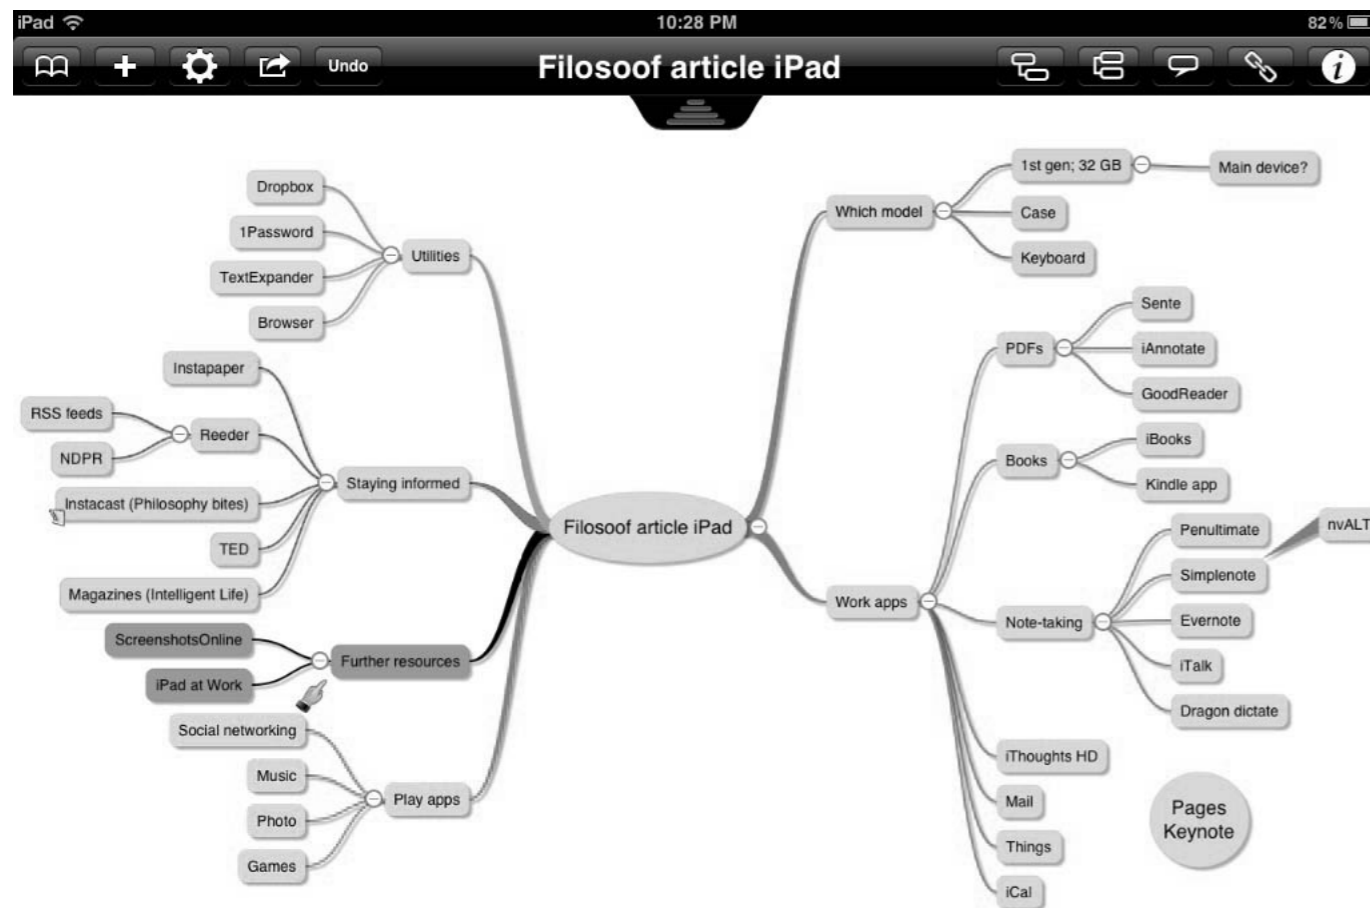 iPad
10:28 PM
82%
Undo
Filosoof article iPad
Dropbox
1Password
TextExpander
Browser
Utilities
Instapaper
RSS feeds
NDPR
Reeder
Instacast (Philosophy bites)
TED
Magazines (Intelligent Life)
Staying informed
ScreenshotsOnline
iPad at Work
Further resources
Social networking
Music
Photo
Games
Play apps
Filosoof article iPad
Which model
1st gen; 32 GB
Main device?
Case
Keyboard
Work apps
PDFs
Sente
iAnnotate
GoodReader
Books
iBooks
Kindle app
Note-taking
Penultimate
Simplenote
nvALT
Evernote
iTalk
Dragon dictate
iThoughts HD
Mail
Things
iCal
Pages
Keynote